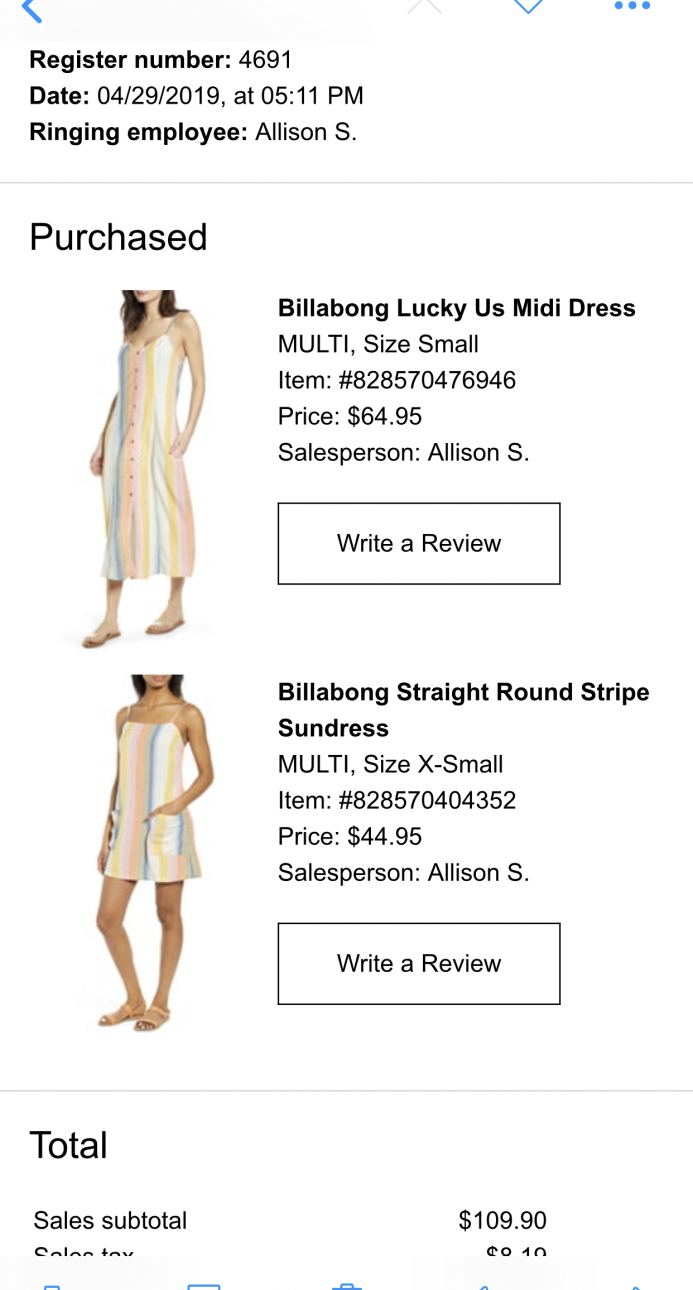 Register number: 4691
Date: 04/29/2019, at 05:11 PM
Ringing employee: Allison S.
Purchased
Billabong Lucky Us Midi Dress
MULTI, Size Small
Item: #828570476946
Price: $64.95
Salesperson: Allison S.
Write a Review
Billabong Straight Round Stripe
Sundress
MULTI, Size X-Small
Item: #828570404352
Price: $44.95
Salesperson: Allison S.
Write a Review
Total
Sales subtotal $109.90
Sales tax